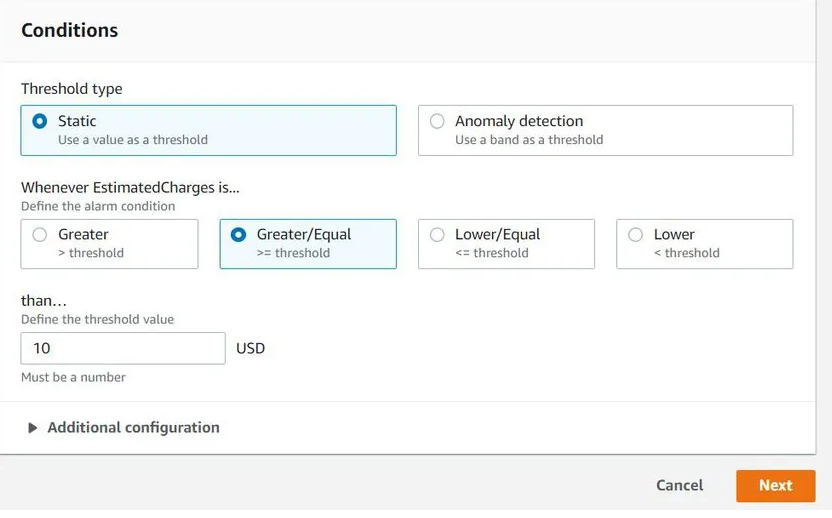 Conditions
Threshold type
Static
Use a value as a threshold
Anomaly detection
Use a band as a threshold
Whenever EstimatedCharges is...
Define the alarm condition
Greater
> threshold
Greater/Equal
>= threshold
Lower/Equal
<= threshold
Lower
< threshold
than...
Define the threshold value
10 USD
Must be a number
Additional configuration
Cancel Next